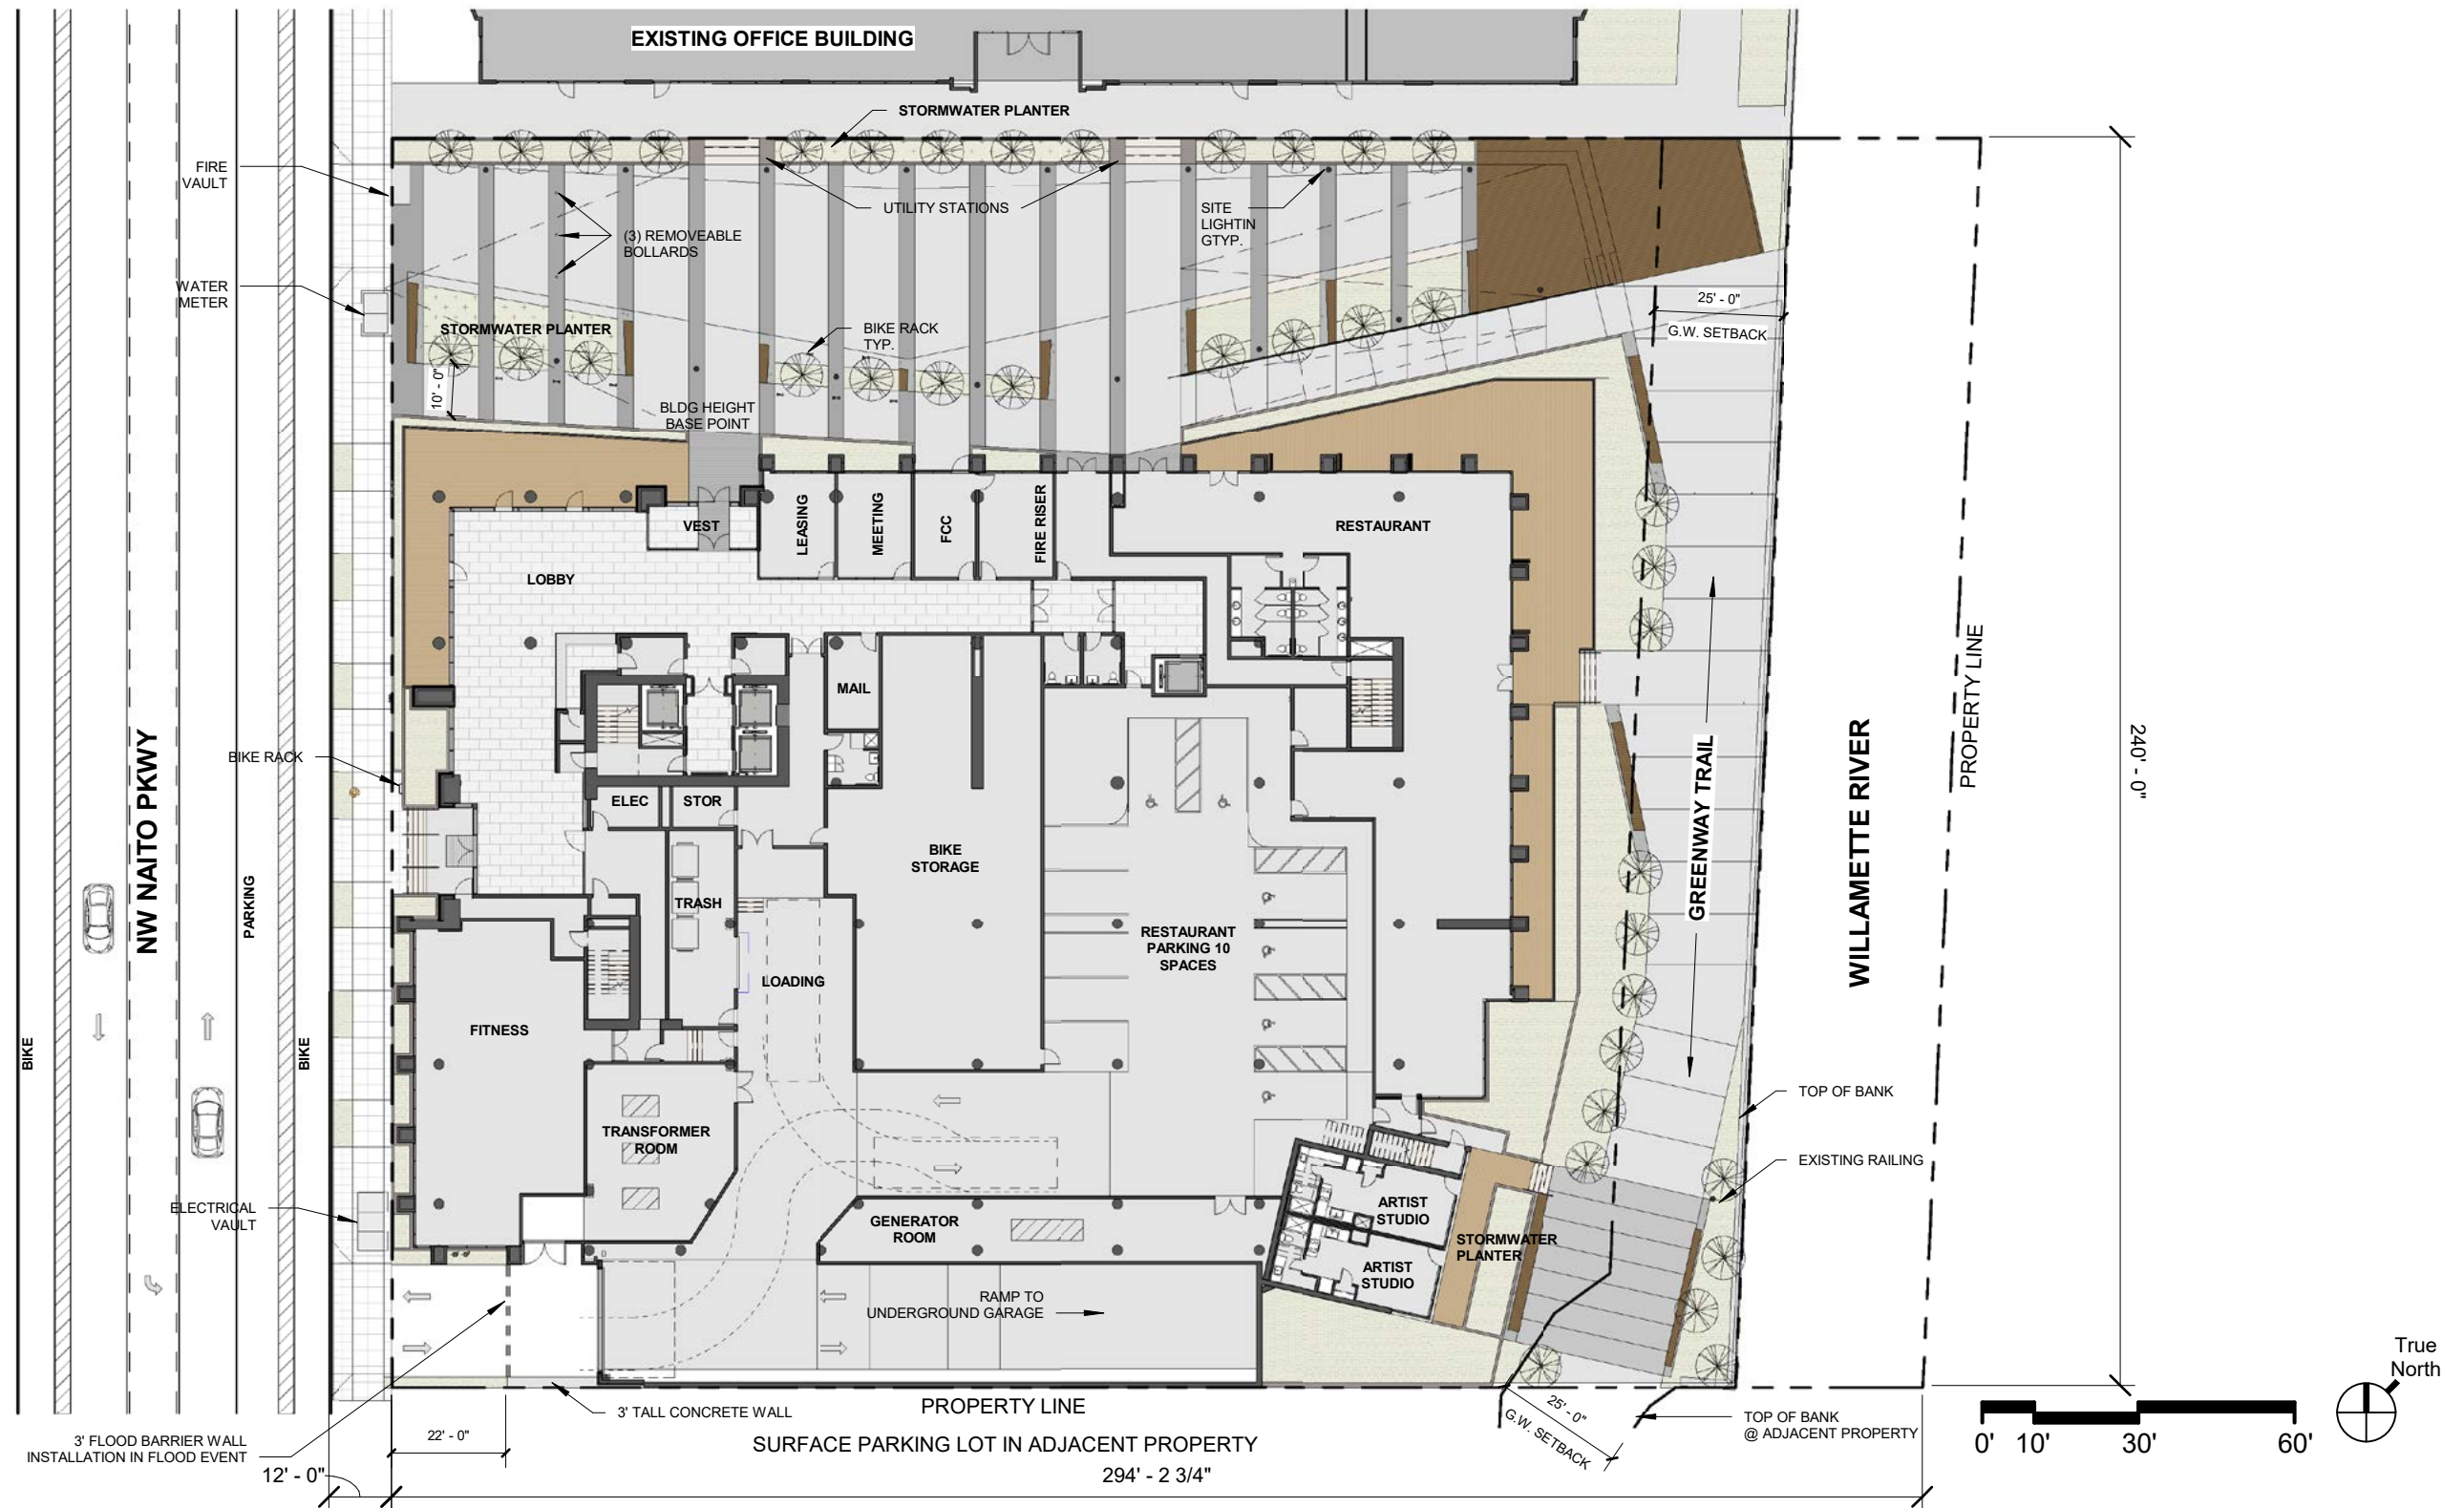 EXISTING OFFICE BUILDING
STORMWATER PLANTER
FIRE
VAULT
UTILITY STATIONS
SITE
LIGHTIN
GTYP.
(3) REMOVEABLE
BOLLARDS
WATER
METER
25' - 0"
G.W. SETBACK
STORMWATER PLANTER
BIKE RACK
TYP.
10' - 0"
BLDG HEIGHT
BASE POINT
VEST
LEASING
MEETING
FCC
FIRE RISER
RESTAURANT
LOBBY
MAIL
PROPERTY LINE
240' - 0"
NW NAITO PKWY
BIKE RACK
ELEC
STOR
GREENWAY TRAIL
WILLAMETTE RIVER
BIKE
STORAGE
PARKING
TRASH
RESTAURANT
PARKING 10
SPACES
LOADING
FITNESS
BIKE
BIKE
TOP OF BANK
TRANSFORMER
ROOM
EXISTING RAILING
ELECTRICAL
VAULT
GENERATOR
ROOM
ARTIST
STUDIO
STORMWATER
PLANTER
ARTIST
STUDIO
RAMP TO
UNDERGROUND GARAGE
True
North
3' TALL CONCRETE WALL
PROPERTY LINE
25' - 0"
G.W. SETBACK
TOP OF BANK
@ ADJACENT PROPERTY
0' 10' 30' 60'
3' FLOOD BARRIER WALL
INSTALLATION IN FLOOD EVENT
22' - 0"
SURFACE PARKING LOT IN ADJACENT PROPERTY
12' - 0"
294' - 2 3/4"